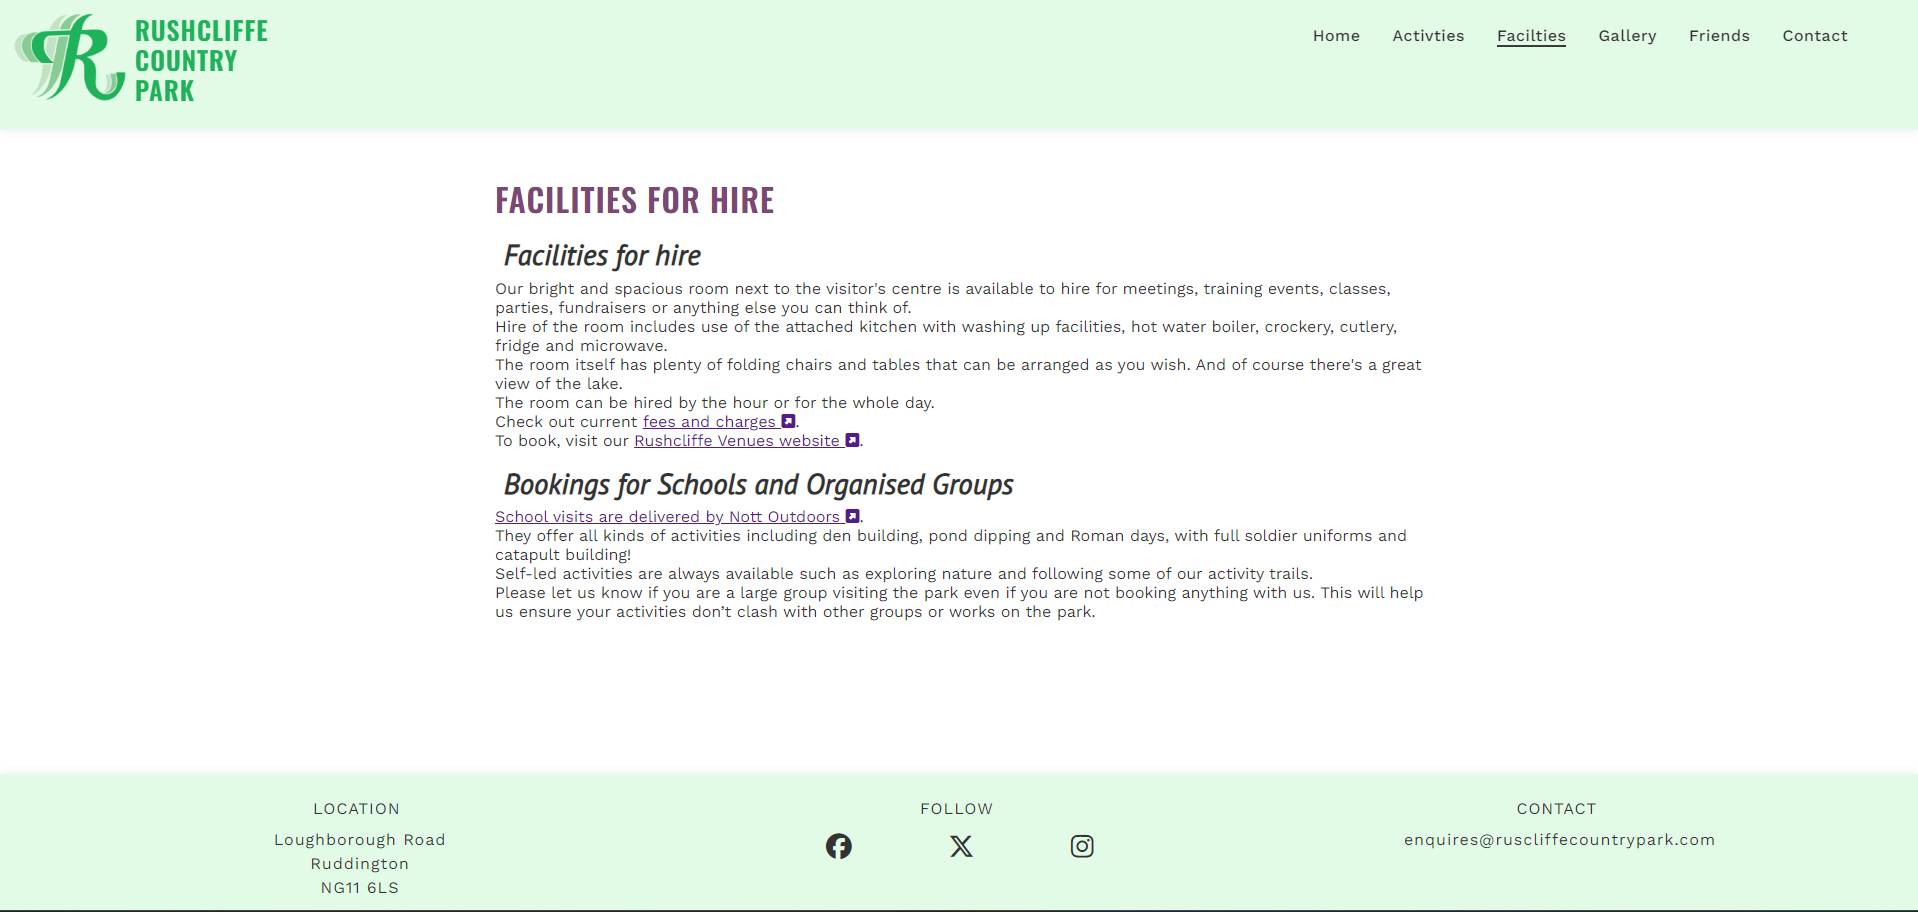 RUSHCLIFFE
COUNTRY
PARK
Home Activties Facilties Gallery Friends Contact
FACILITIES FOR HIRE
Facilities for hire
Our bright and spacious room next to the visitor's centre is available to hire for meetings, training events, classes,
parties, fundraisers or anything else you can think of.
Hire of the room includes use of the attached kitchen with washing up facilities, hot water boiler, crockery, cutlery,
fridge and microwave.
The room itself has plenty of folding chairs and tables that can be arranged as you wish. And of course there's a great
view of the lake.
The room can be hired by the hour or for the whole day.
Check out current fees and charges .
To book, visit our Rushcliffe Venues website .
Bookings for Schools and Organised Groups
School visits are delivered by Nott Outdoors .
They offer all kinds of activities including den building, pond dipping and Roman days, with full soldier uniforms and
catapult building!
Self-led activities are always available such as exploring nature and following some of our activity trails.
Please let us know if you are a large group visiting the park even if you are not booking anything with us. This will help
us ensure your activities don’t clash with other groups or works on the park.
LOCATION
Loughborough Road
Ruddington
NG11 6LS
FOLLOW
CONTACT
enquires@ruscliffecountrypark.com